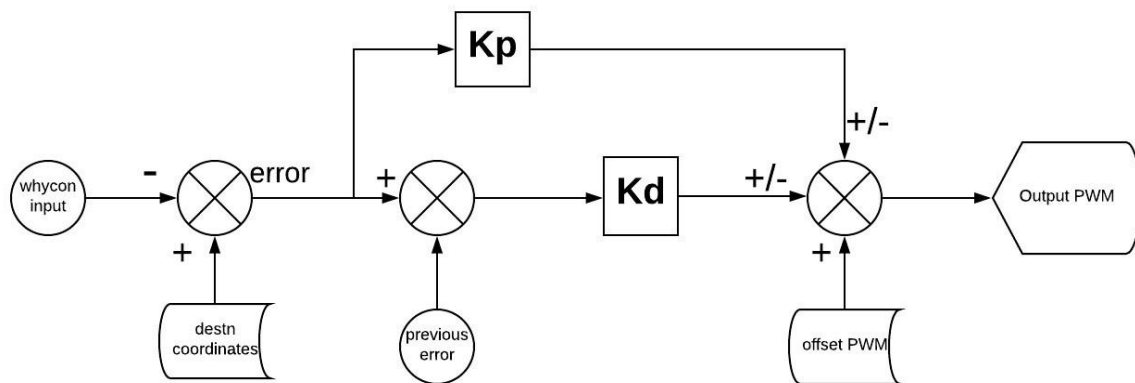 Kp
+/-
whycon
input
-
error
+
+
Kd
+/-
Output PWM
+
destn
coordinates
previous
error
+
offset PWM